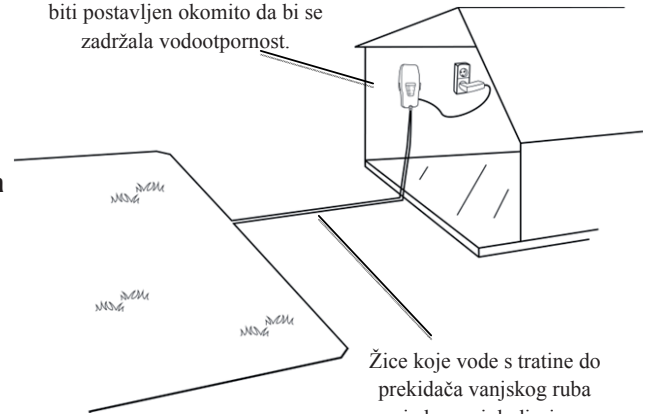 biti postavljen okomito da bi se
zadržala vodootpornost.
Žice koje vode s tratine do
prekidača vanjskog ruba